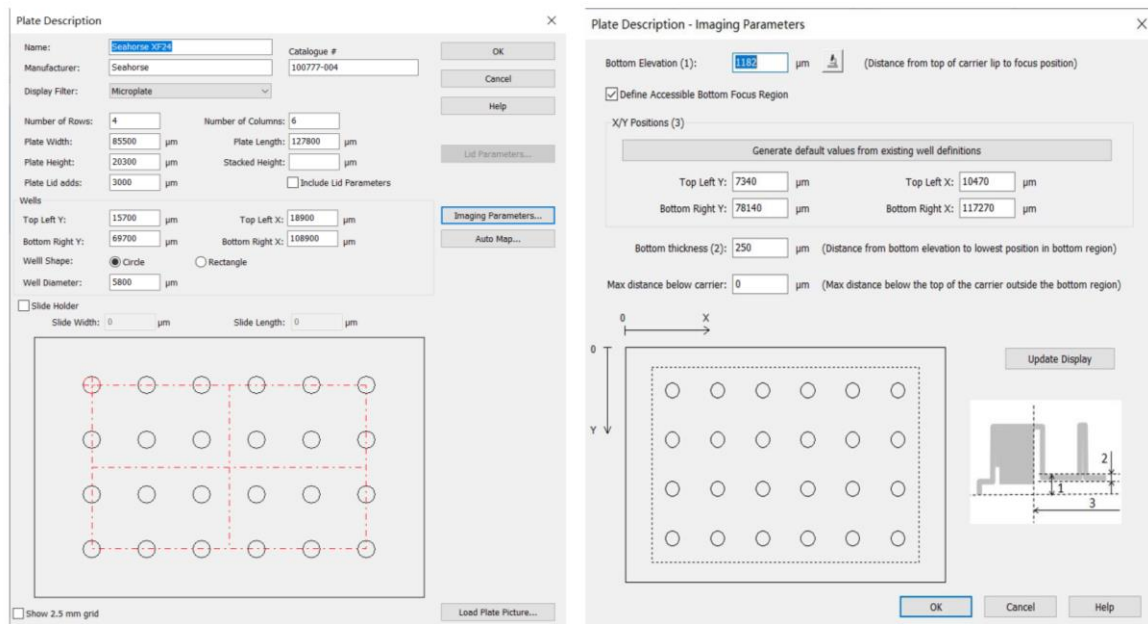 Plate Description
Name: Seahorse XF24 Catalogue #
Manufacturer: Seahorse 100777-004
Display Filter: Microplate
Number of Rows: 4 Number of Columns: 6
Plate Width: 85500 µm Plate Length: 127800 µm
Plate Height: 20300 µm Stacked Height: µm
Plate Lid adds: 3000 µm Include Lid Parameters
Wells
Top Left Y: 15700 µm Top Left X: 18900 µm
Bottom Right Y: 69700 µm Bottom Right X: 108900 µm
Welll Shape: Circle Rectangle
Well Diameter: 5800 µm
Slide Holder
Slide Width: 0 µm Slide Length: 0 µm
Show 2.5 mm grid
OK
Cancel
Help
Lid Parameters...
Imaging Parameters...
Auto Map...
Load Plate Picture...
Plate Description - Imaging Parameters
Bottom Elevation (1): 1182 µm (Distance from top of carrier lip to focus position)
Define Accessible Bottom Focus Region
X/Y Positions (3)
Generate default values from existing well definitions
Top Left Y: 7340 µm Top Left X: 10470 µm
Bottom Right Y: 78140 µm Bottom Right X: 117270 µm
Bottom thickness (2): 250 µm (Distance from bottom elevation to lowest position in bottom region)
Max distance below carrier: 0 µm (Max distance below the top of the carrier outside the bottom region)
0 X
0
Y
Update Display
2
1
3
OK Cancel Help